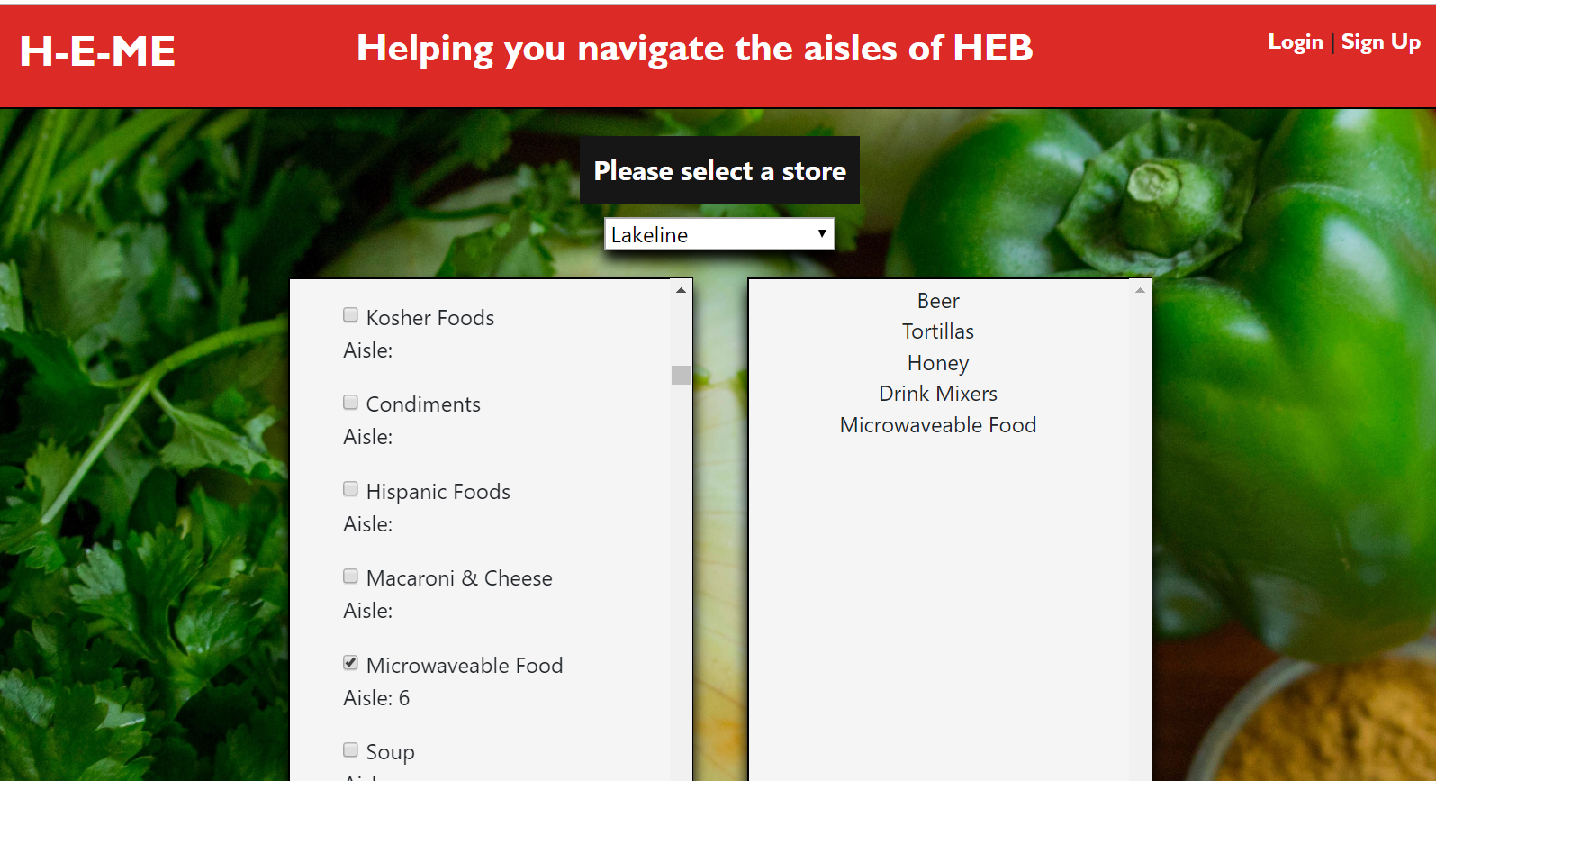 H-E-ME
Helping you navigate the aisles of HEB
Login | Sign Up
Please select a store
Lakeline
Kosher Foods
Aisle:
Condiments
Aisle:
Hispanic Foods
Aisle:
Macaroni & Cheese
Aisle:
Microwaveable Food
Aisle: 6
Soup
Beer
Tortillas
Honey
Drink Mixers
Microwaveable Food